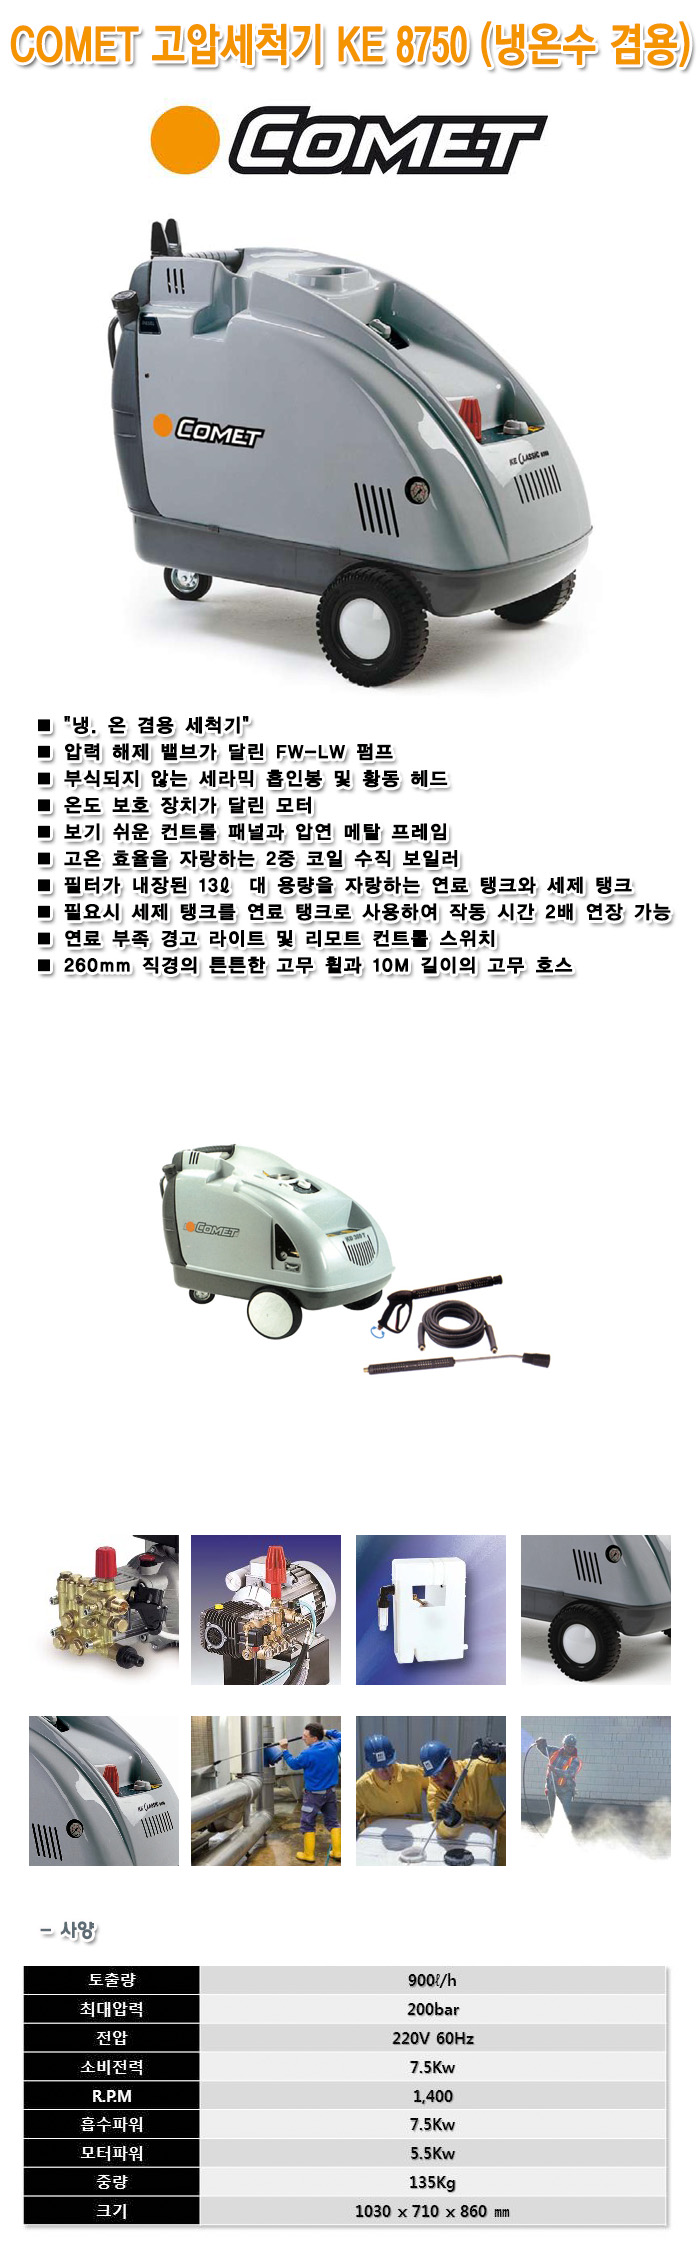 COMET 고압세척기 KE 8750 (냉온수 겸용)
COMET
COMET
KE CLASSIC
■ "냉. 온 겸용 세척기"
■ 압력 해제 밸브가 달린 FW-LW 펌프
■ 부식되지 않는 세라믹 흡인봉 및 황동 헤드
■ 온도 보호 장치가 달린 모터
■ 보기 쉬운 컨트롤 패널과 압연 메탈 프레임
■ 고온 효율을 자랑하는 2중 코일 수직 보일러
■ 필터가 내장된 13ℓ 대 용량을 자랑하는 연료 탱크와 세제 탱크
■ 필요시 세제 탱크를 연료 탱크로 사용하여 작동 시간 2배 연장 가능
■ 연료 부족 경고 라이트 및 리모트 컨트롤 스위치
■ 260mm 직경의 튼튼한 고무 휠과 10M 길이의 고무 호스
COMET
KE CLASSIC
- 사양
토출량 900ℓ/h
최대압력 200bar
전압 220V 60Hz
소비전력 7.5Kw
R.P.M 1,400
흡수파워 7.5Kw
모터파워 5.5Kw
중량 135Kg
크기 1030 x 710 x 860 ㎜